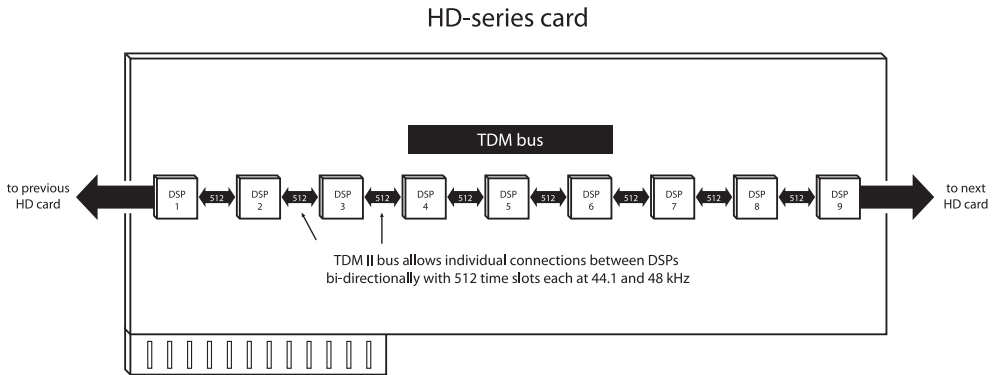 HD-series card
TDM bus
to previous
HD card
DSP
1
512
DSP
2
512
DSP
3
512
DSP
4
512
DSP
5
512
DSP
6
512
DSP
7
512
DSP
8
512
DSP
9
to next
HD card
TDM II bus allows individual connections between DSPs
bi-directionally with 512 time slots each at 44.1 and 48 kHz